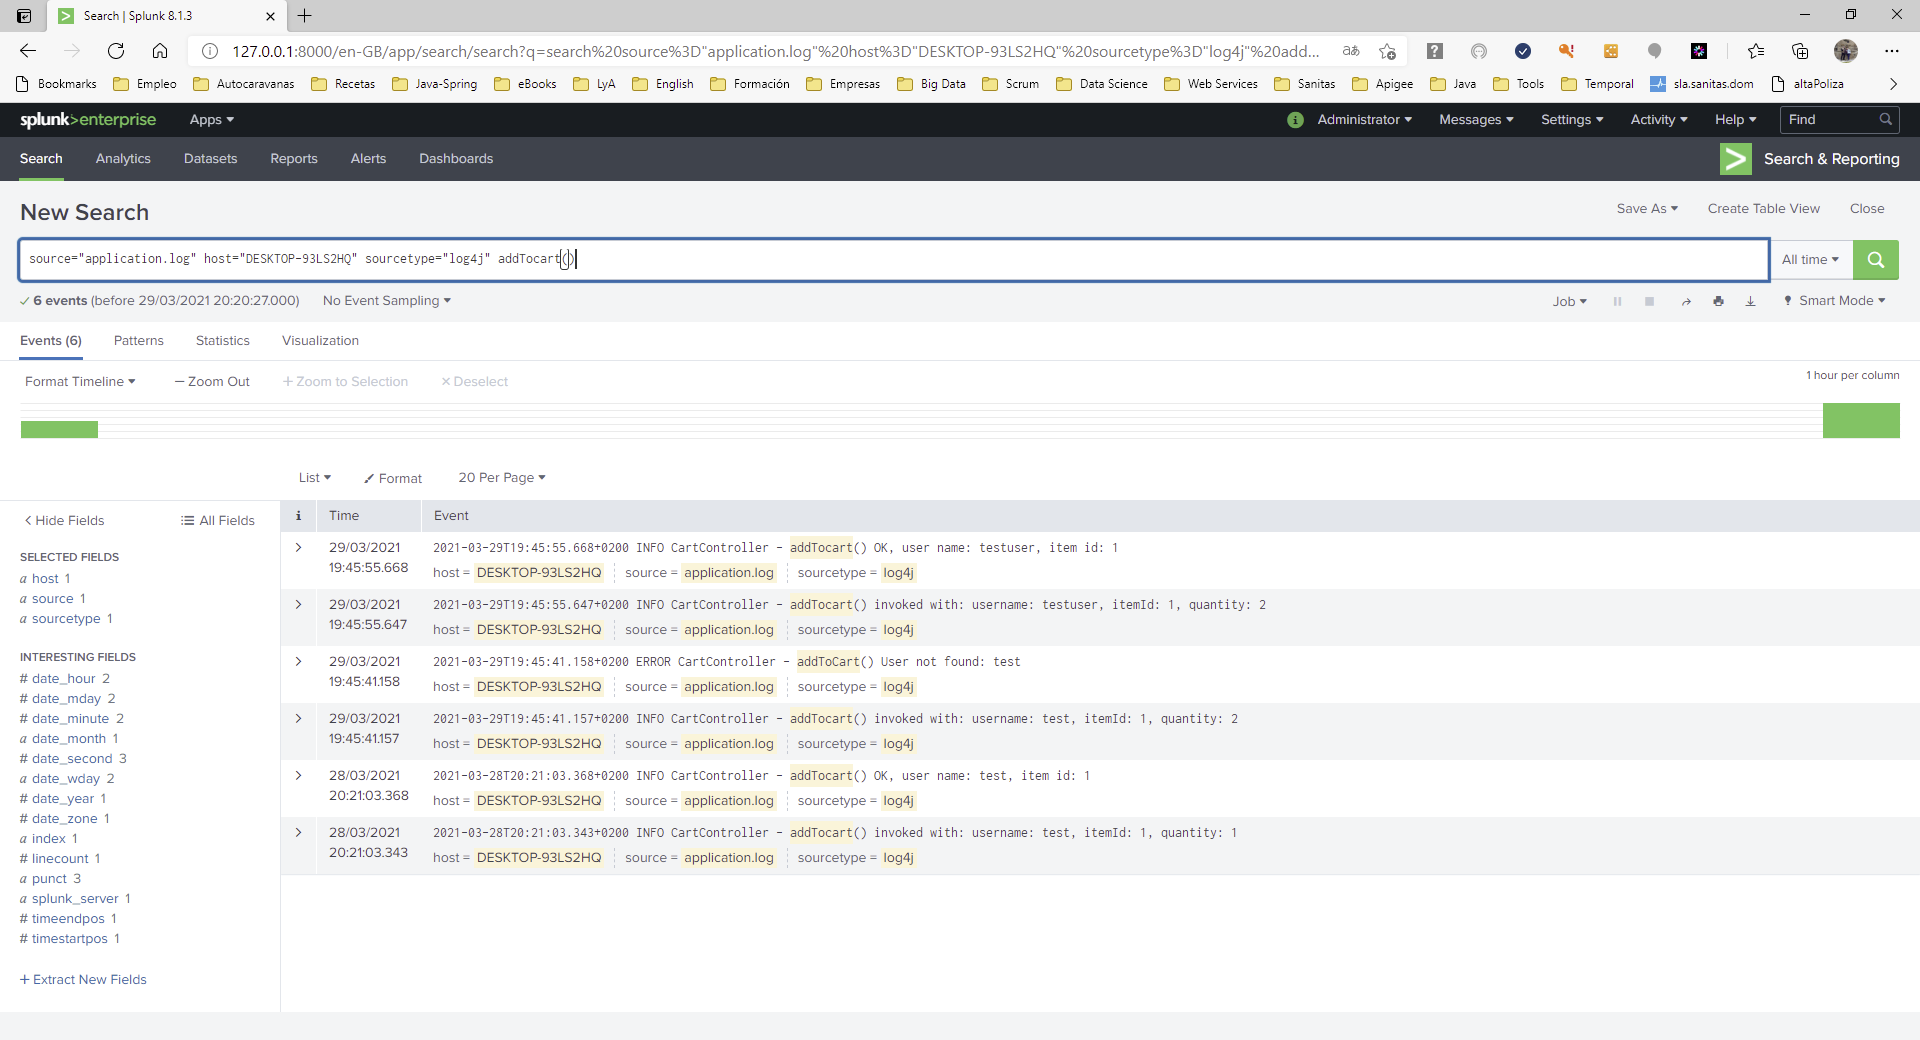 Search | Splunk 8.1.3
127.0.0.1:8000/en-GB/app/search/search?q=search%20source%3D"application.log"%20host%3D"DESKTOP-93LS2HQ"%20sourcetype%3D"log4j"%20add...
Bookmarks Empleo Autocaravanas Recetas Java-Spring eBooks LyA English Formación Empresas Big Data Scrum Data Science Web Services Sanitas Apigee Java Tools Temporal sla.sanitas.dom altaPoliza
splunk>enterprise Apps Administrator Messages Settings Activity Help Find
Search Analytics Datasets Reports Alerts Dashboards Search & Reporting
New Search Save As Create Table View Close
source="application.log" host="DESKTOP-93LS2HQ" sourcetype="log4j" addTocart() All time
6 events (before 29/03/2021 20:20:27.000) No Event Sampling Job Smart Mode
Events (6) Patterns Statistics Visualization
Format Timeline — Zoom Out + Zoom to Selection × Deselect 1 hour per column
List Format 20 Per Page
< Hide Fields All Fields
SELECTED FIELDS
a host 1
a source 1
a sourcetype 1
INTERESTING FIELDS
# date_hour 2
# date_mday 2
# date_minute 2
a date_month 1
# date_second 3
a date_wday 2
# date_year 1
# date_zone 1
a index 1
# linecount 1
a punct 3
a splunk_server 1
# timeendpos 1
# timestartpos 1
+ Extract New Fields
i Time Event
29/03/2021 19:45:55.668 2021-03-29T19:45:55.668+0200 INFO CartController - addTocart() OK, user name: testuser, item id: 1
host = DESKTOP-93LS2HQ source = application.log sourcetype = log4j
29/03/2021 19:45:55.647 2021-03-29T19:45:55.647+0200 INFO CartController - addTocart() invoked with: username: testuser, itemId: 1, quantity: 2
host = DESKTOP-93LS2HQ source = application.log sourcetype = log4j
29/03/2021 19:45:41.158 2021-03-29T19:45:41.158+0200 ERROR CartController - addToCart() User not found: test
host = DESKTOP-93LS2HQ source = application.log sourcetype = log4j
29/03/2021 19:45:41.157 2021-03-29T19:45:41.157+0200 INFO CartController - addTocart() invoked with: username: test, itemId: 1, quantity: 2
host = DESKTOP-93LS2HQ source = application.log sourcetype = log4j
28/03/2021 20:21:03.368 2021-03-28T20:21:03.368+0200 INFO CartController - addTocart() OK, user name: test, item id: 1
host = DESKTOP-93LS2HQ source = application.log sourcetype = log4j
28/03/2021 20:21:03.343 2021-03-28T20:21:03.343+0200 INFO CartController - addTocart() invoked with: username: test, itemId: 1, quantity: 1
host = DESKTOP-93LS2HQ source = application.log sourcetype = log4j